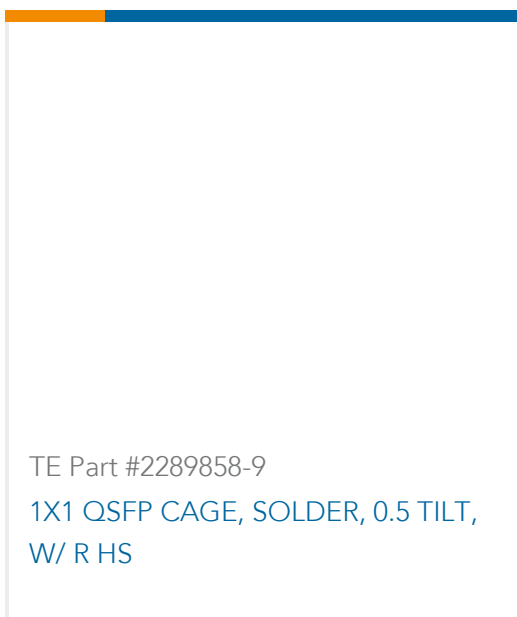 TE Part #2289858-9
1X1 QSFP CAGE, SOLDER, 0.5 TILT,
W/ R HS